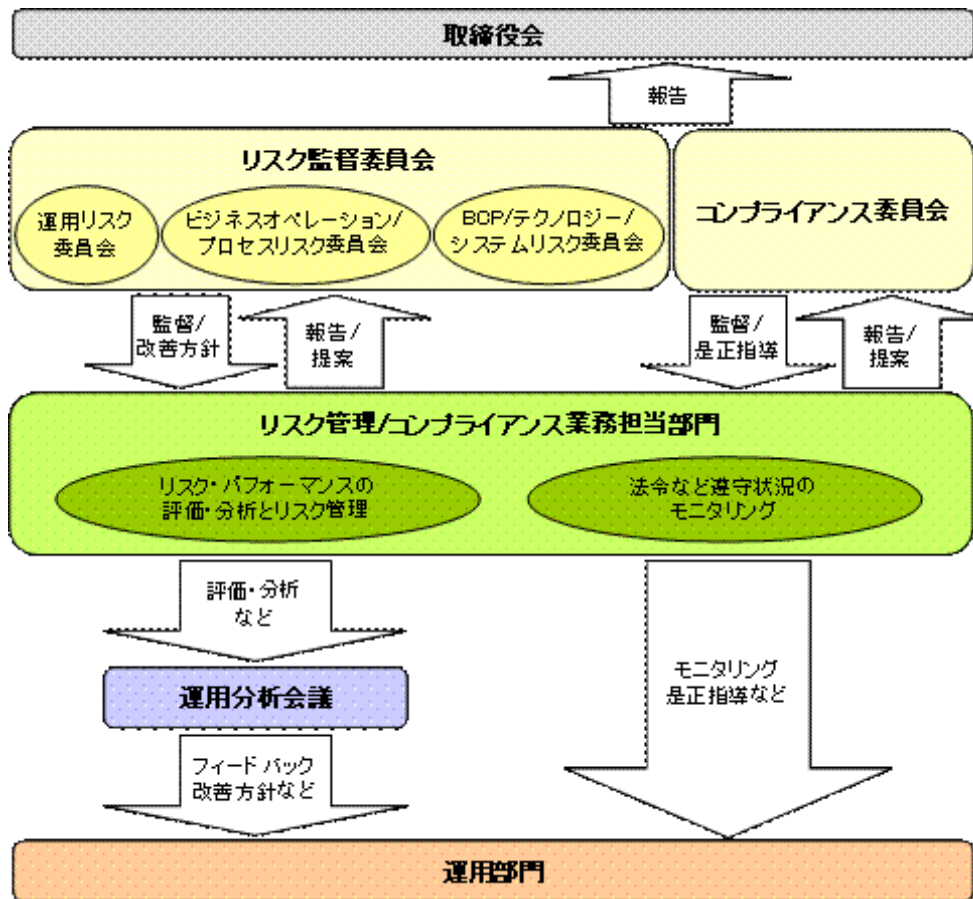 取締役会
報告
リスク監督委員会
運用リスク
委員会
ビジネスオペレーション/
プロセスリスク委員会
BCP/テクノロジー/
システムリスク委員会
コンプライアンス委員会
監督/
改善方針
報告/
提案
監督/
是正指導
報告/
提案
リスク管理/コンプライアンス業務担当部門
リスク・パフォーマンスの
評価・分析とリスク管理
法令など遵守状況の
モニタリング
評価・分析
など
運用分析会議
モニタリング
是正指導など
フィードバック
改善方針など
運用部門